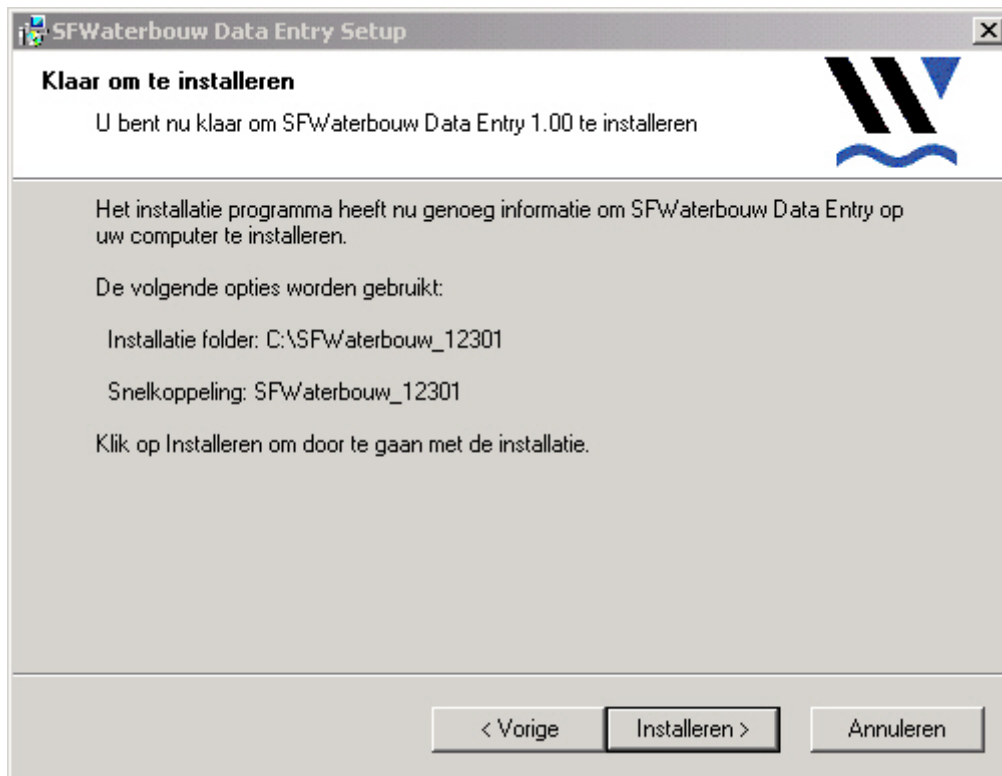 SFWaterbouw Data Entry Setup
Klaar om te installeren
U bent nu klaar om SFWaterbouw Data Entry 1.00 te installeren
Het installatie programma heeft nu genoeg informatie om SFWaterbouw Data Entry op
uw computer te installeren.
De volgende opties worden gebruikt:
Installatie folder: C:\SFWaterbouw_12301
Snelkoppeling: SFWaterbouw_12301
Klik op Installeren om door te gaan met de installatie.
< Vorige
Installeren >
Annuleren